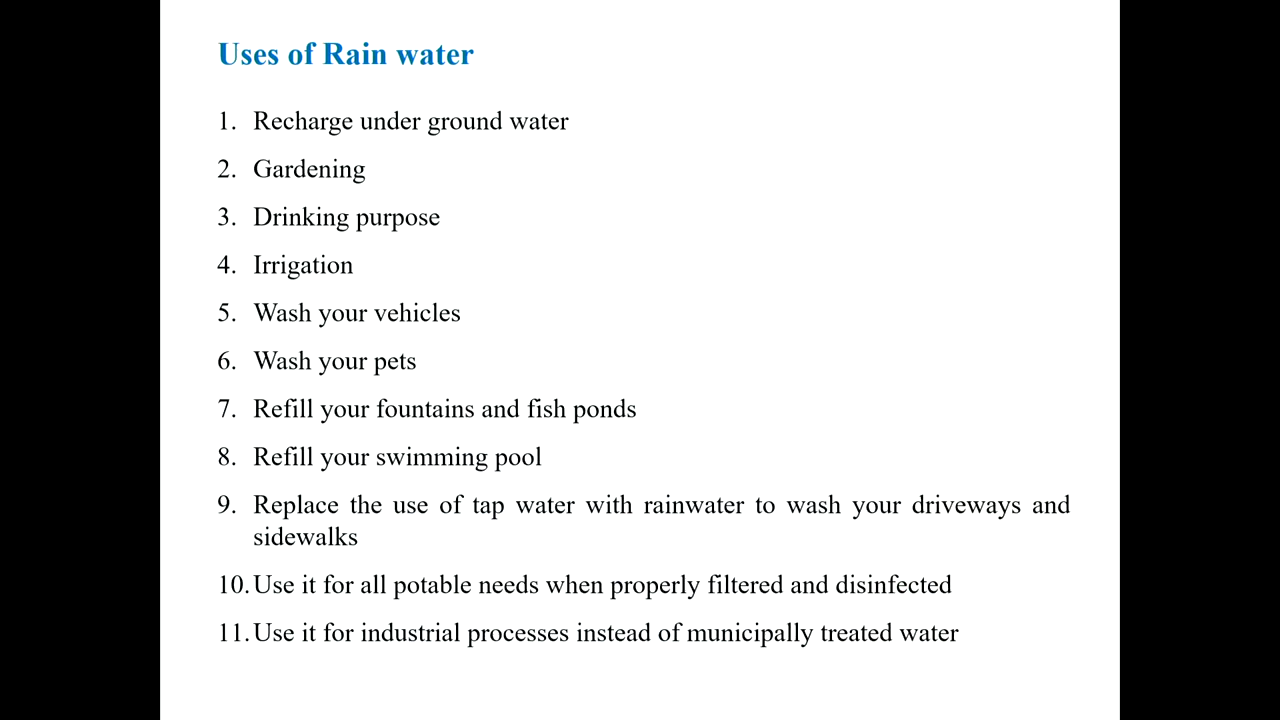 Uses of Rain water
1. Recharge under ground water
2. Gardening
3. Drinking purpose
4. Irrigation
5. Wash your vehicles
6. Wash your pets
7. Refill your fountains and fish ponds
8. Refill your swimming pool
9. Replace the use of tap water with rainwater to wash your driveways and
sidewalks
10. Use it for all potable needs when properly filtered and disinfected
11. Use it for industrial processes instead of municipally treated water